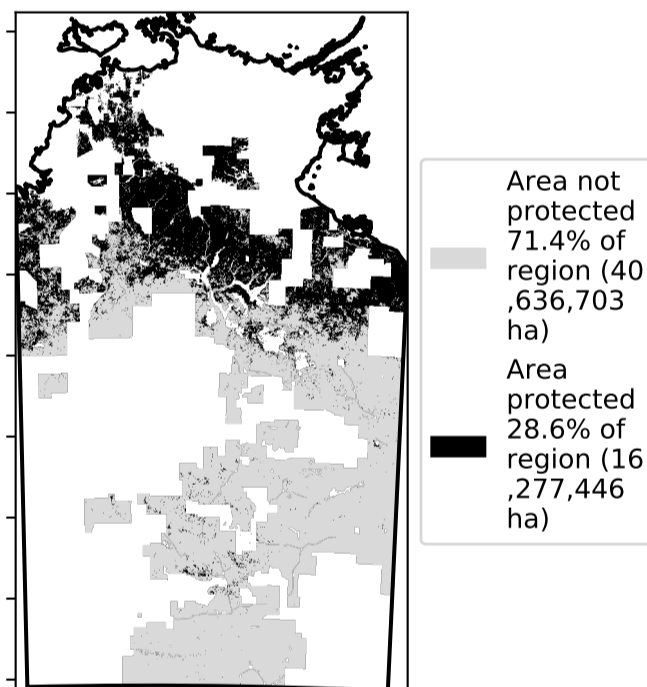 Area not
protected
71.4% of
region (40
,636,703
ha)
Area
protected
28.6% of
region (16
,277,446
ha)